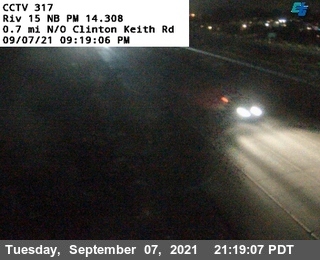 CCTV 317
Riv 15 NB PM 14.308
0.7 mi N/O Clinton Keith Rd
09/07/21 09:19:06 PM
Tuesday, September 07, 2021 21:19:07 PDT